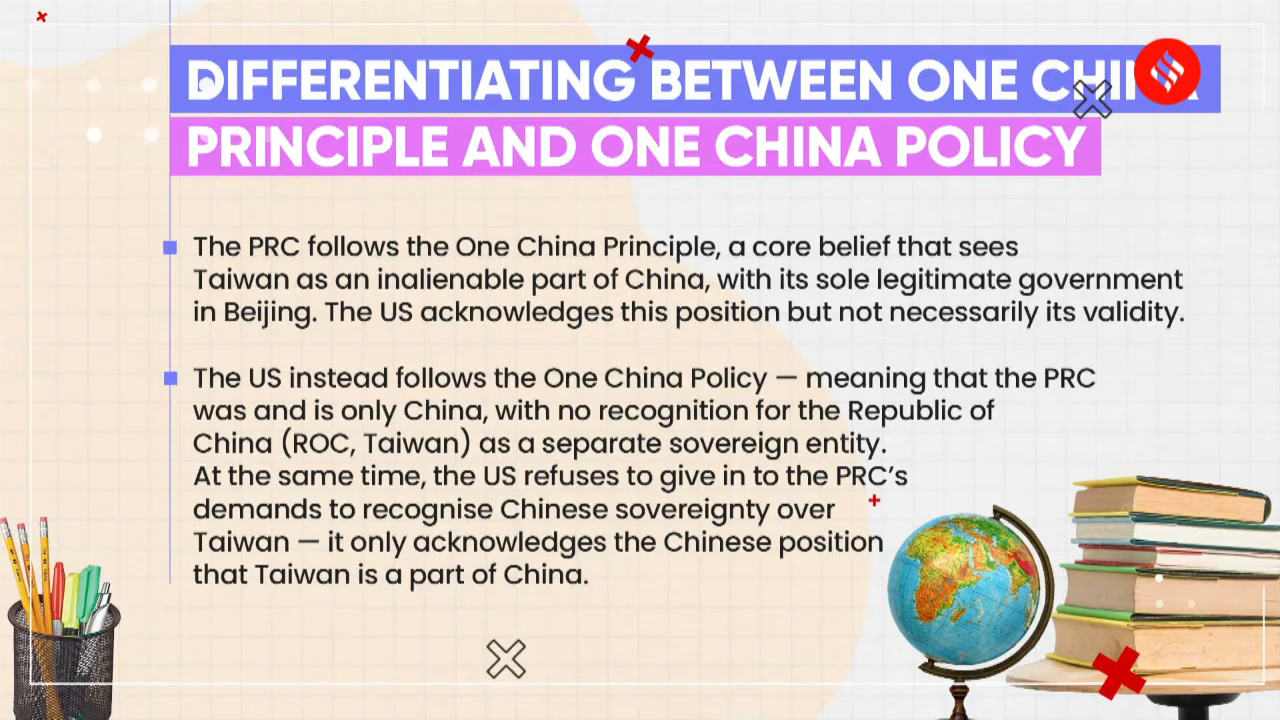 DIFFERENTIATING BETWEEN ONE CHINA
PRINCIPLE AND ONE CHINA POLICY
The PRC follows the One China Principle, a core belief that sees
Taiwan as an inalienable part of China, with its sole legitimate government
in Beijing. The US acknowledges this position but not necessarily its validity.
The US instead follows the One China Policy — meaning that the PRC
was and is only China, with no recognition for the Republic of
China (ROC, Taiwan) as a separate sovereign entity.
At the same time, the US refuses to give in to the PRC’s
demands to recognise Chinese sovereignty over
Taiwan — it only acknowledges the Chinese position
that Taiwan is a part of China.